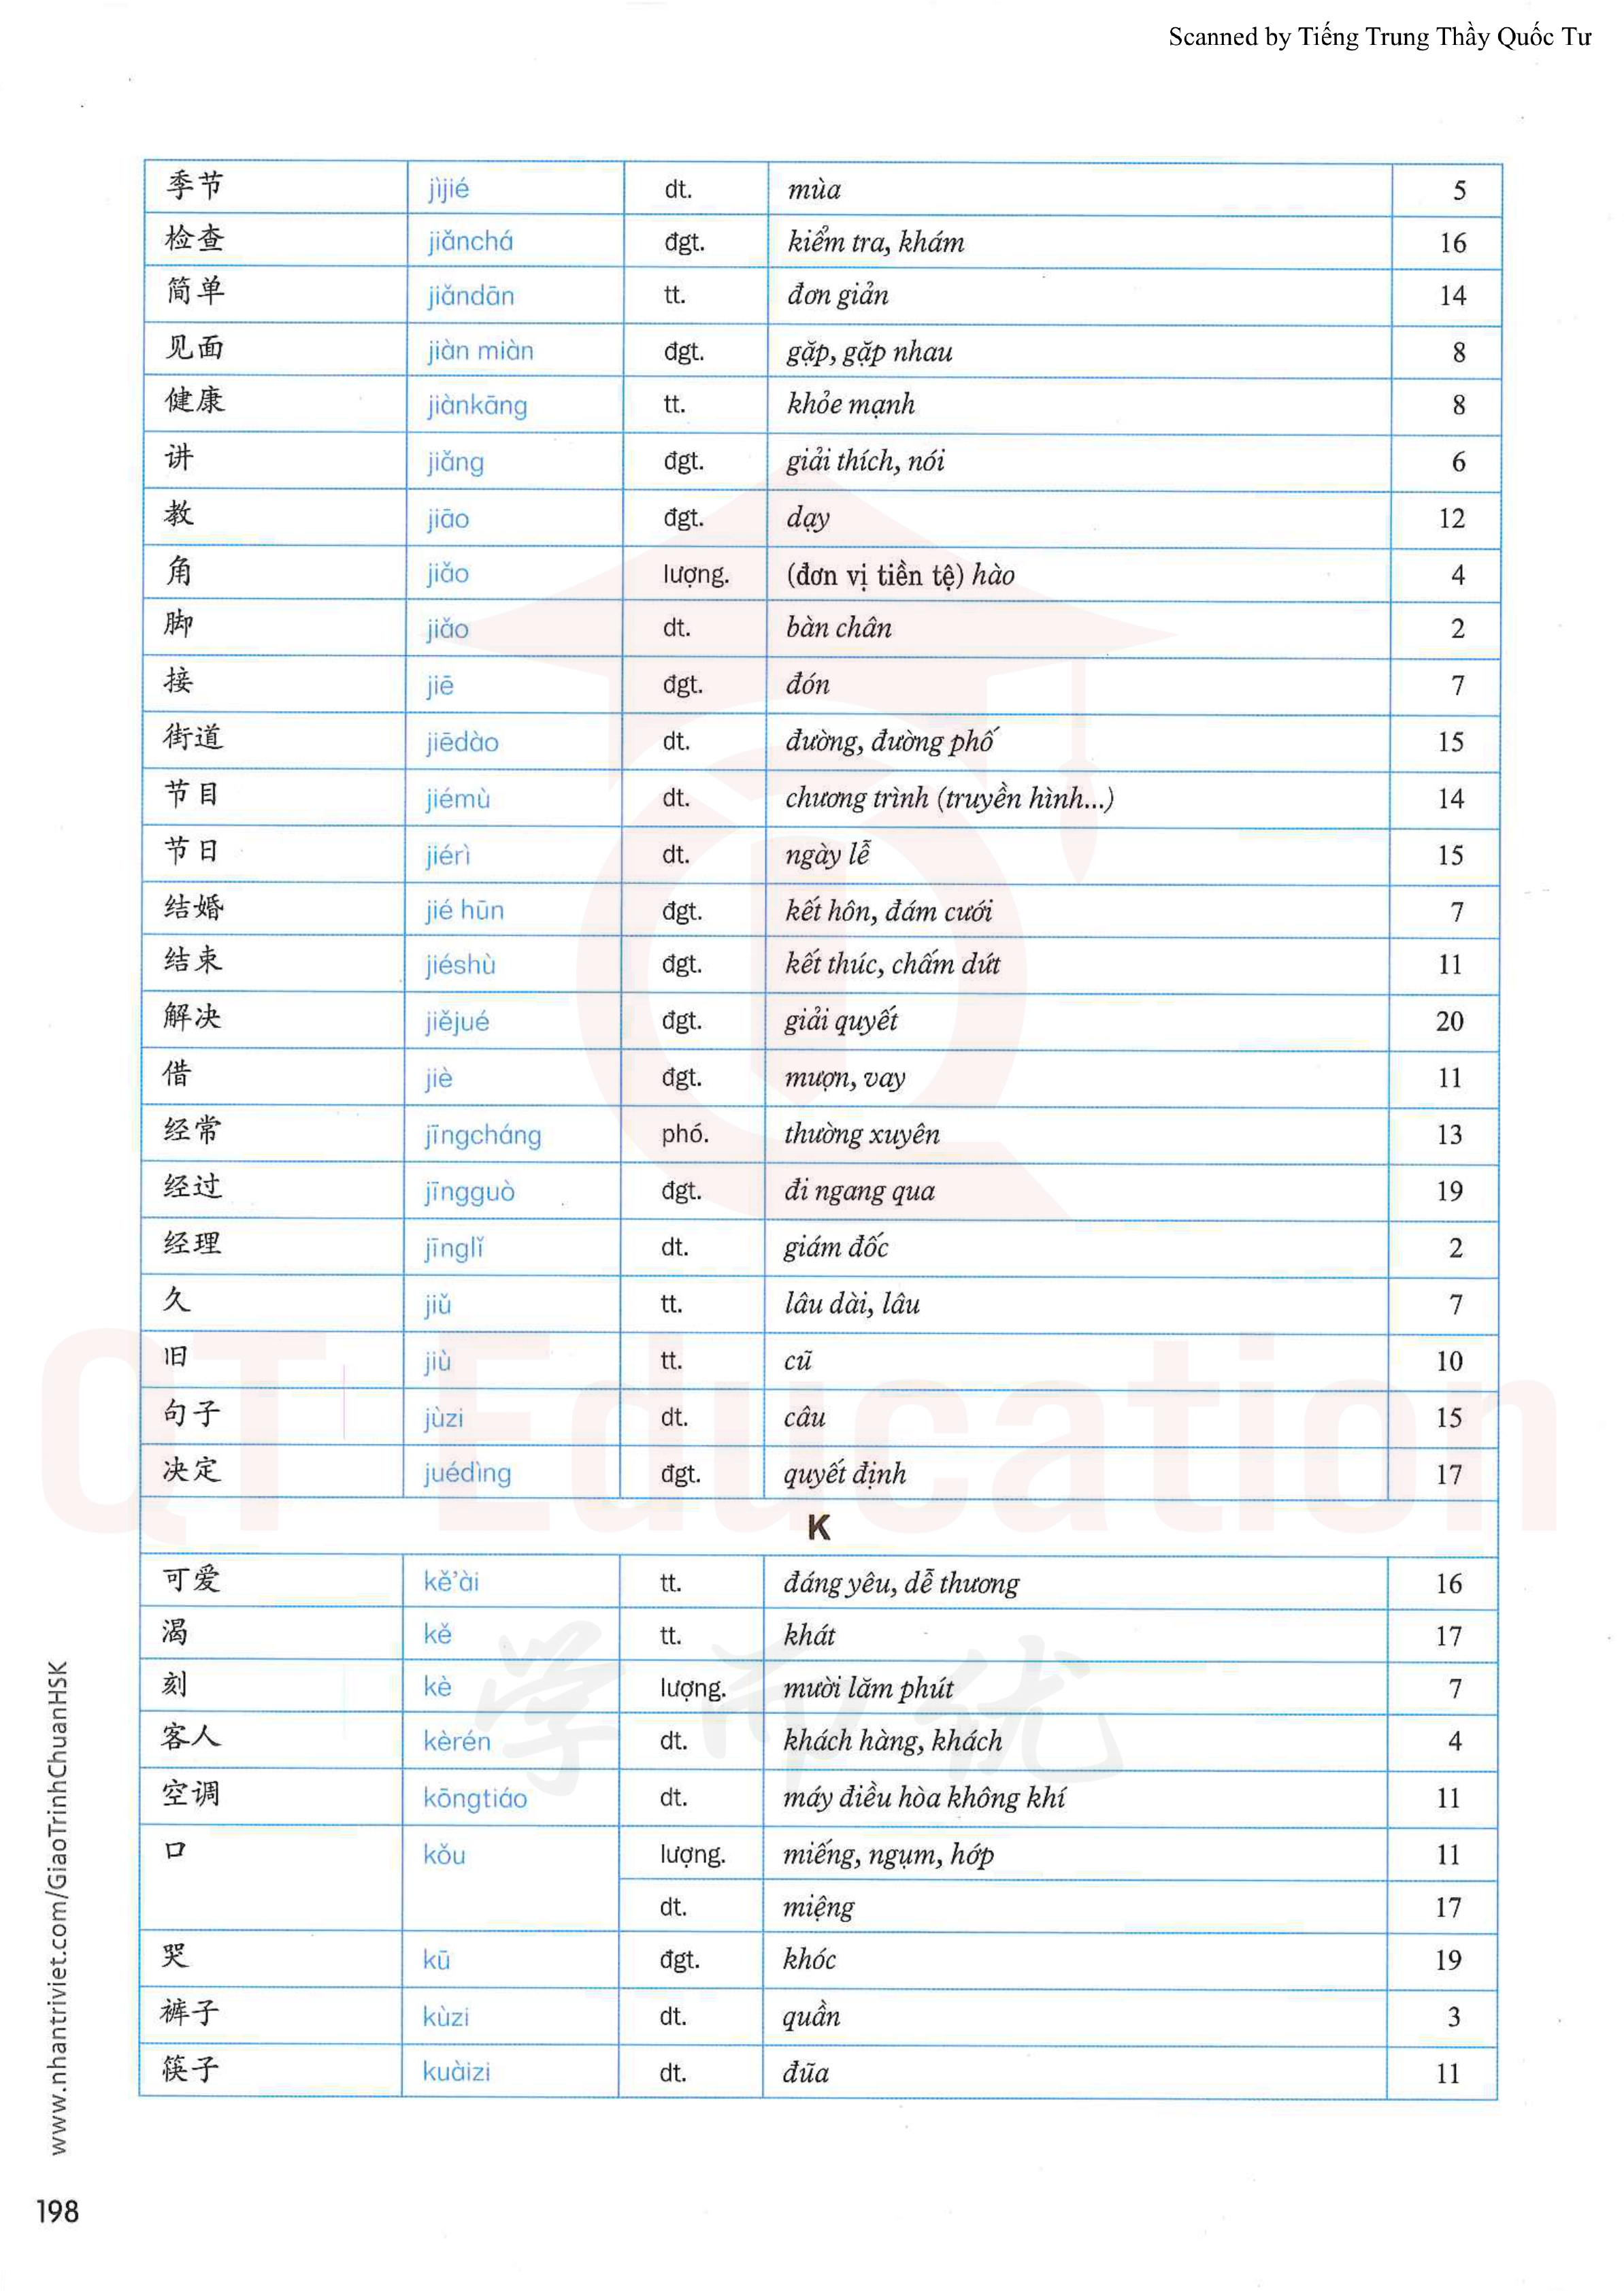 Scanned by Tiếng Trung Thầy Quốc Tư
季节 jìjié dt. mùa 5
检查 jiǎnchá đgt. kiểm tra, khám 16
简单 jiǎndān tt. đơn giản 14
见面 jiàn miàn đgt. gặp, gặp nhau 8
健康 jiànkāng tt. khỏe mạnh 8
讲 jiǎng đgt. giải thích, nói 6
教 jiāo đgt. dạy 12
角 jiǎo lượng. (đơn vị tiền tệ) hào 4
脚 jiǎo dt. bàn chân 2
接 jiē đgt. đón 7
街道 jiēdào dt. đường, đường phố 15
节目 jiémù dt. chương trình (truyền hình...) 14
节日 jiérì dt. ngày lễ 15
结婚 jié hūn đgt. kết hôn, đám cưới 7
结束 jiéshù đgt. kết thúc, chấm dứt 11
解决 jiějué đgt. giải quyết 20
借 jiè đgt. mượn, vay 11
经常 jīngcháng phó. thường xuyên 13
经过 jīngguò đgt. đi ngang qua 19
经理 jīnglǐ dt. giám đốc 2
久 jiǔ tt. lâu dài, lâu 7
旧 jiù tt. cũ 10
句子 jùzi dt. câu 15
决定 juédìng đgt. quyết định 17
K
可爱 kě'ài tt. đáng yêu, dễ thương 16
渴 kě tt. khát 17
刻 kè lượng. mười lăm phút 7
客人 kèrén dt. khách hàng, khách 4
空调 kōngtiáo dt. máy điều hòa không khí 11
口 kǒu lượng. miếng, ngụm, hớp 11
dt. miệng 17
哭 kū đgt. khóc 19
裤子 kùzi dt. quần 3
筷子 kuàizi dt. đũa 11
QT Education
学而优
www.nhantriviet.com/GiaoTrinhChuanHSK
198